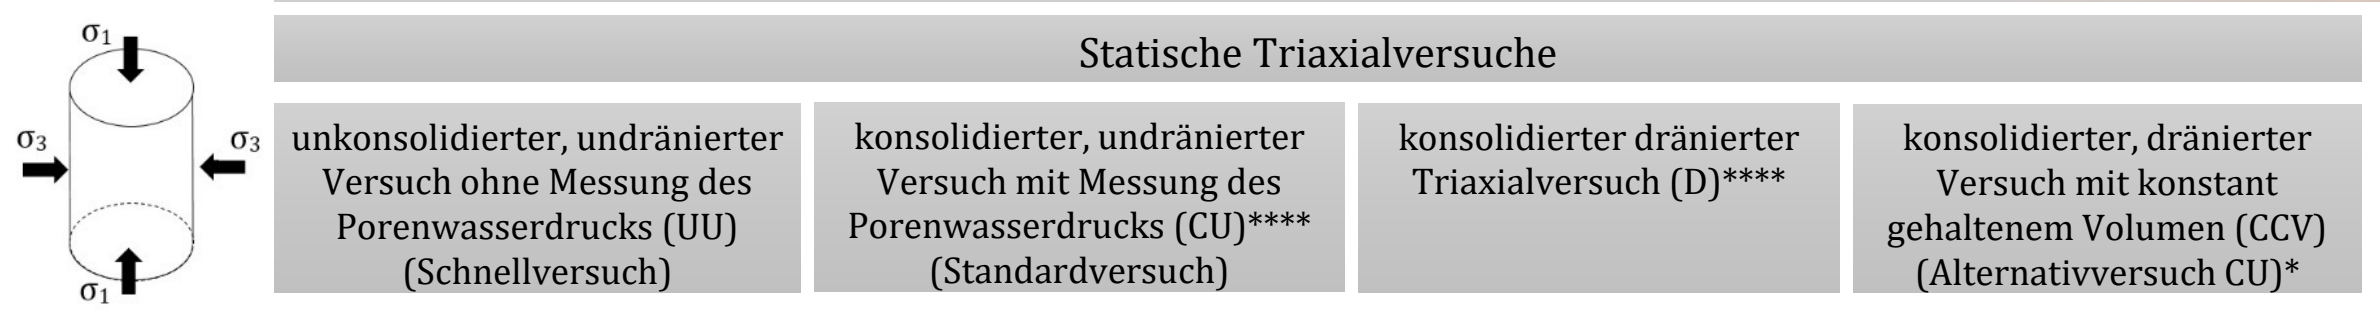 σ1
σ3
σ3
σ1
Statische Triaxialversuche
unkonsolidierter, undränierter
Versuch ohne Messung des
Porenwasserdrucks (UU)
(Schnellversuch)
konsolidierter, undränierter
Versuch mit Messung des
Porenwasserdrucks (CU)****
(Standardversuch)
konsolidierter dränierter
Triaxialversuch (D)****
konsolidierter, dränierter
Versuch mit konstant
gehaltenem Volumen (CCV)
(Alternativversuch CU)*